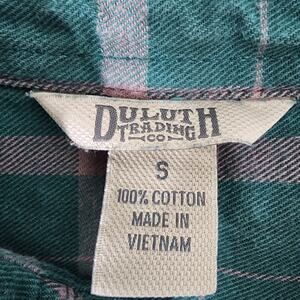 DULUTH
TRADING
CO
S
100% COTTON
MADE IN
VIETNAM